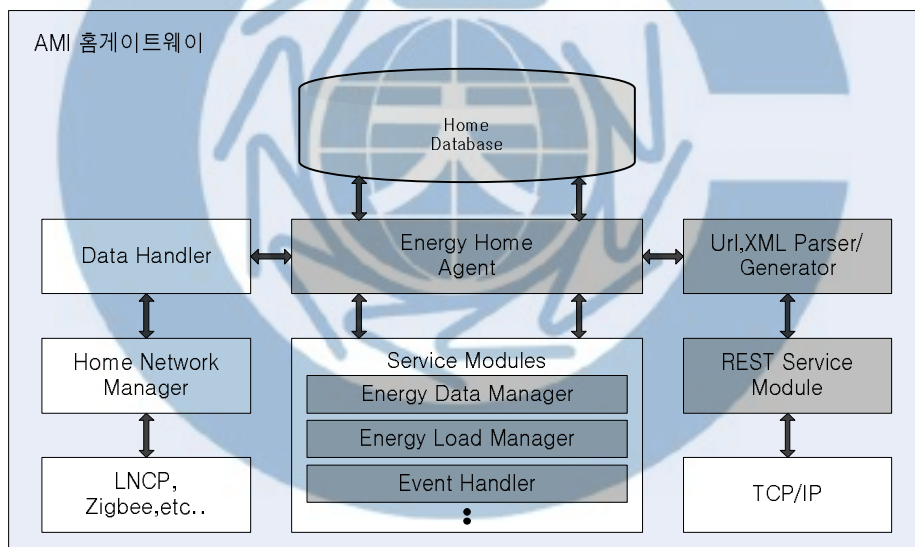 AMI 홈게이트웨이
Home
Database
Data Handler
Energy Home
Agent
Url,XML Parser/
Generator
Home Network
Manager
Service Modules
Energy Data Manager
Energy Load Manager
Event Handler
REST Service
Module
LNCP,
Zigbee,etc..
TCP/IP